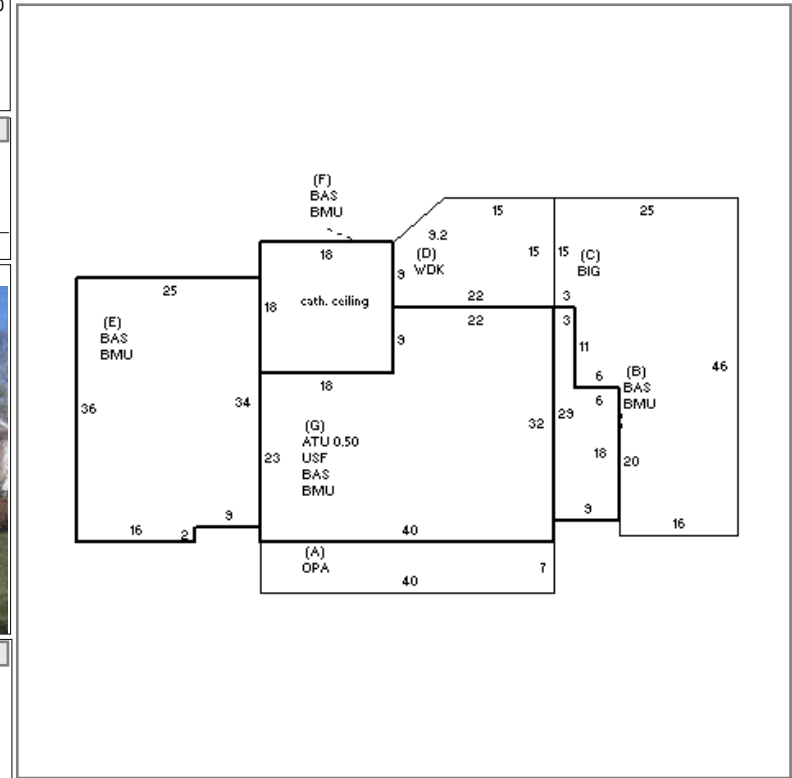 (F)
BAS
BMU
18
cath. ceiling
18
18
9
9
9.2
15
(D)
WDK
15
15
25
(C)
BIG
22
22
3
3
11
6
6
46
(B)
BAS
BMU
25
(E)
BAS
BMU
36
34
16
2
9
(G)
ATU 0.50
USF
BAS
BMU
23
32
29
18
20
9
16
40
(A)
OPA
40
7